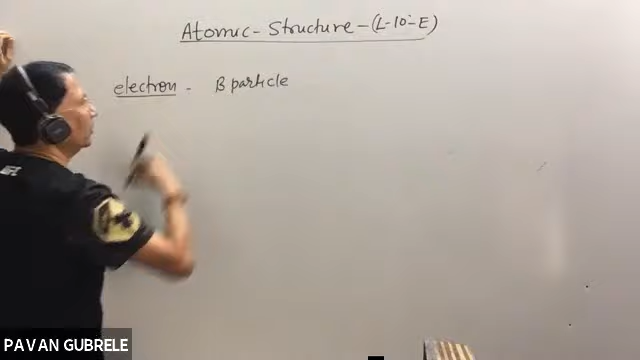 Atomic-Structure-(L-10-E)
electron - β particle
PAVAN GUBRELE